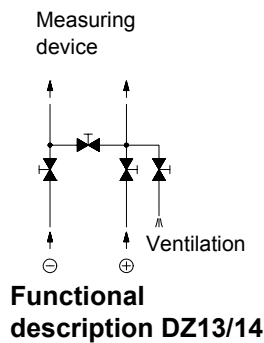 Measuring
device
Ventilation
⊖ ⊕
Functional
description DZ13/14